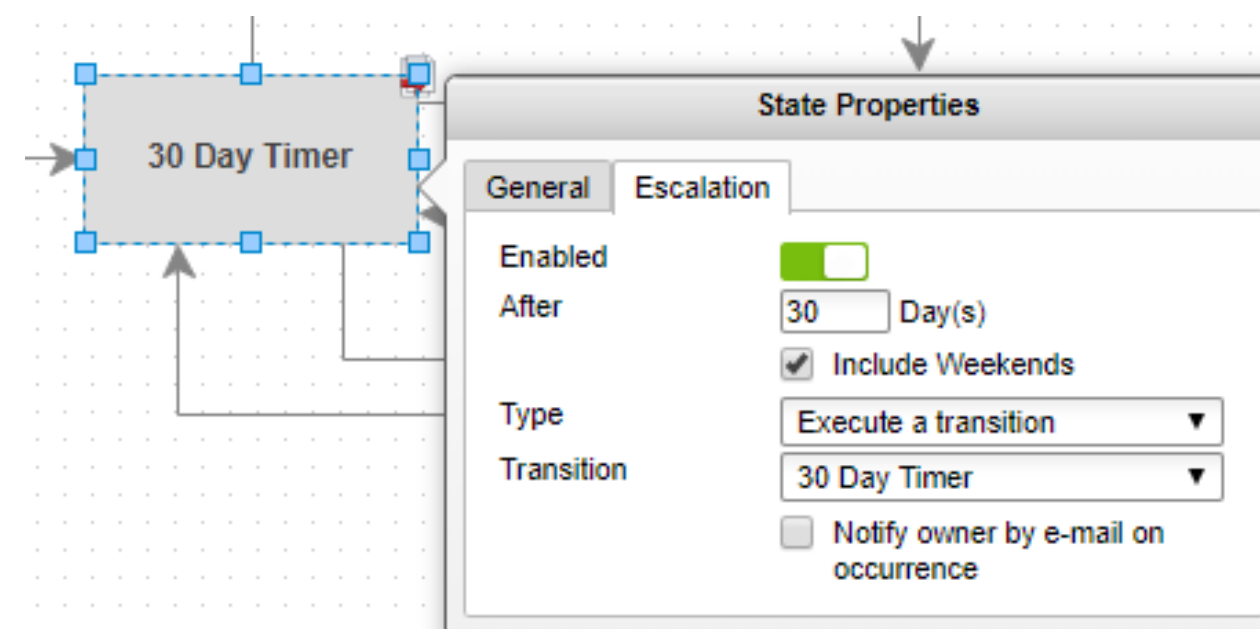 30 Day Timer
State Properties
General Escalation
Enabled
After 30 Day(s)
Include Weekends
Type Execute a transition
Transition 30 Day Timer
Notify owner by e-mail on
occurrence